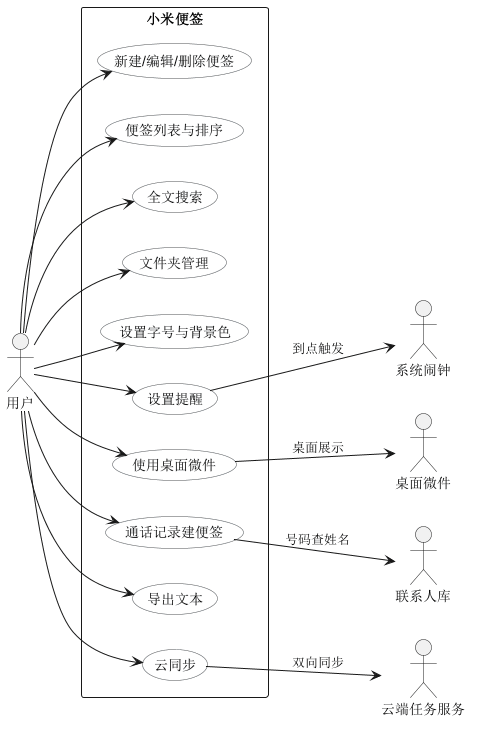 小米便签
新建/编辑/删除便签
便签列表与排序
全文搜索
文件夹管理
设置字号与背景色
到点触发
系统闹钟
设置提醒
用户
桌面展示
使用桌面微件
桌面微件
通话记录建便签
号码查姓名
联系人库
导出文本
云同步
双向同步
云端任务服务